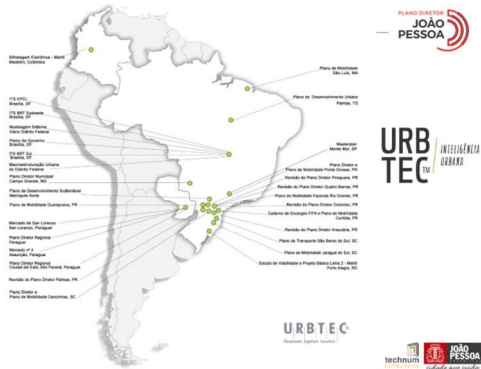 PLANO DIRETOR
JOÃO
PESSOA
Bilhetagem Eletrônica - Metrô
Medellín, Colômbia
ITS EPCL
Brasília, DF
ITS BRT Sudoeste
Brasília, DF
Modelagem Sistema
Viário Distrito Federal
Plano de Governo
Brasília, DF
ITS BRT Sul
Brasília, DF
Macroestruturação Urbana
do Distrito Federal
Plano Diretor Municipal
Campo Grande, MS
Plano de Desenvolvimento Sustentável
Metrópole Norte
Plano de Mobilidade Guarapuava, PR
Mercado de San Lorenzo
San Lorenzo, Paraguai
Plano Diretor Regional
Paraguai
Mercado nº 4
Assunção, Paraguai
Plano Diretor Regional
Ciudad del Este, Alto Paraná, Paraguai
Revisão do Plano Diretor Palmas, PR
Plano Diretor e
Plano de Mobilidade Canoinhas, SC
Plano de Mobilidade
São Luís, MA
Plano de Desenvolvimento Urbano
Palmas, TO
Masterplan
Monte Mor, SP
Plano Diretor e
Plano de Mobilidade Ponta Grossa, PR
Revisão do Plano Diretor Piraquara, PR
Revisão do Plano Diretor Quatro Barras, PR
Plano de Mobilidade Fazenda Rio Grande, PR
Revisão do Plano Diretor Colombo, PR
Caderno de Encargos FIFA e Plano de Mobilidade
Curitiba, PR
Revisão do Plano Diretor Araucária, PR
Plano de Transporte São Bento do Sul, SC
Plano de Mobilidade Jaraguá do Sul, SC
Estudo de Viabilidade e Projeto Básico Linha 2 - Metrô
Porto Alegre, RS
URB
TEC™
INTELIGÊNCIA
URBANA
URBTEC
technum
consultoria
JOÃO
PESSOA
cidade que cuida